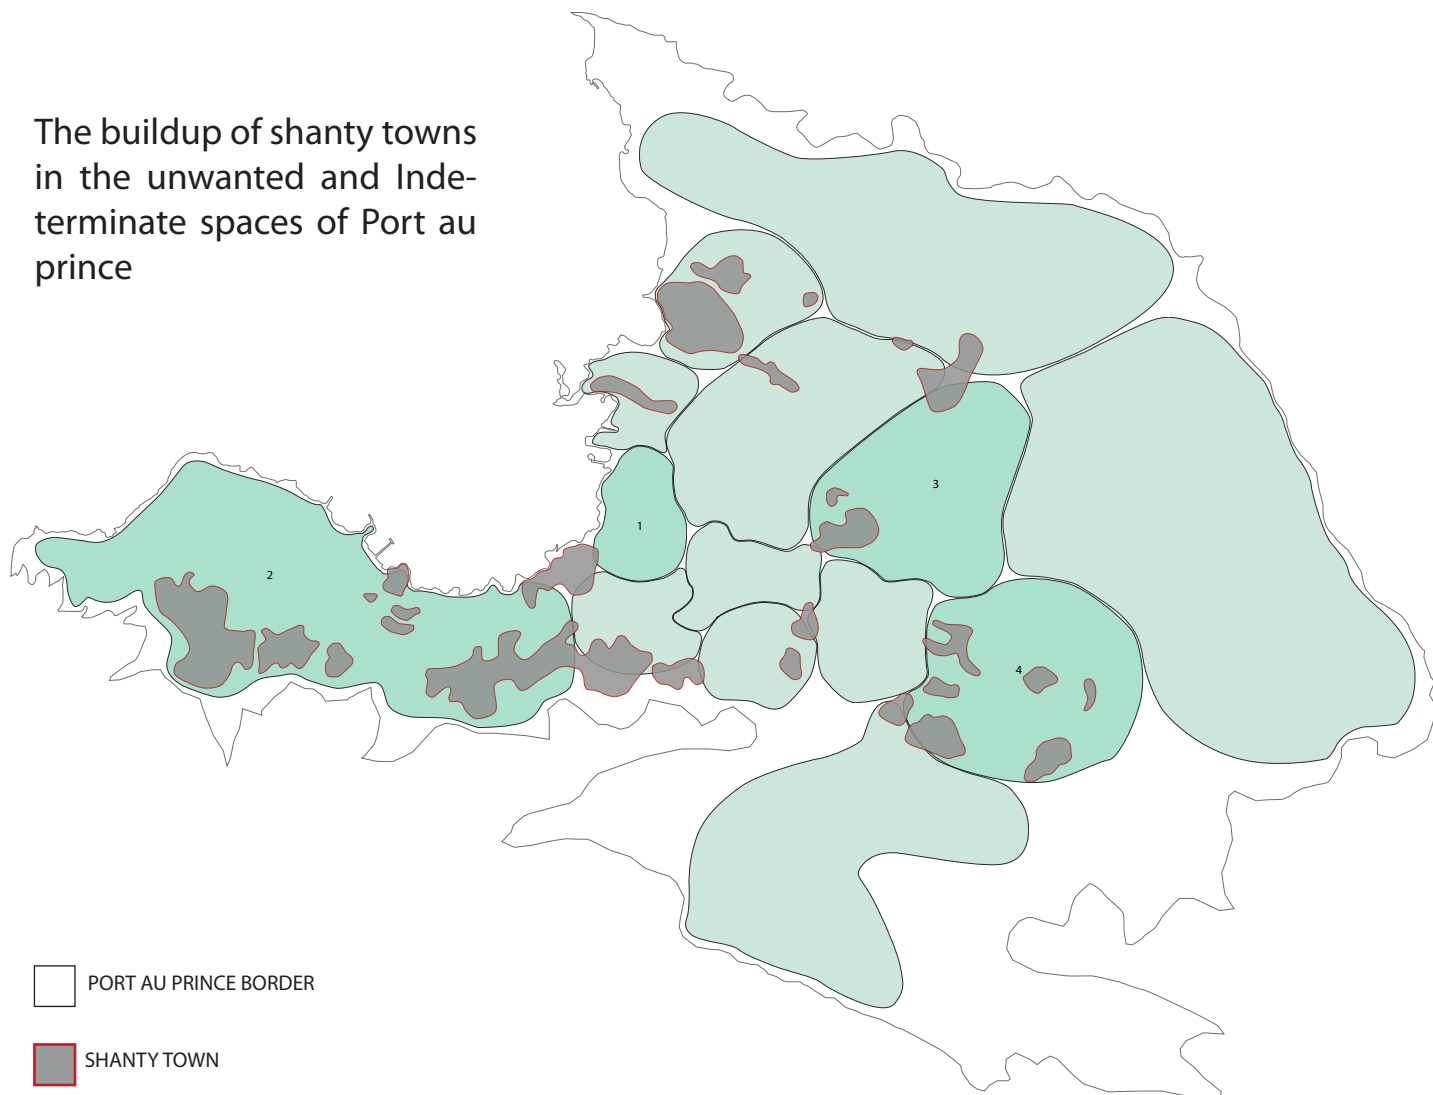 The buildup of shanty towns
in the unwanted and Inde-
terminate spaces of Port au
prince
3
1
2
4
PORT AU PRINCE BORDER
SHANTY TOWN